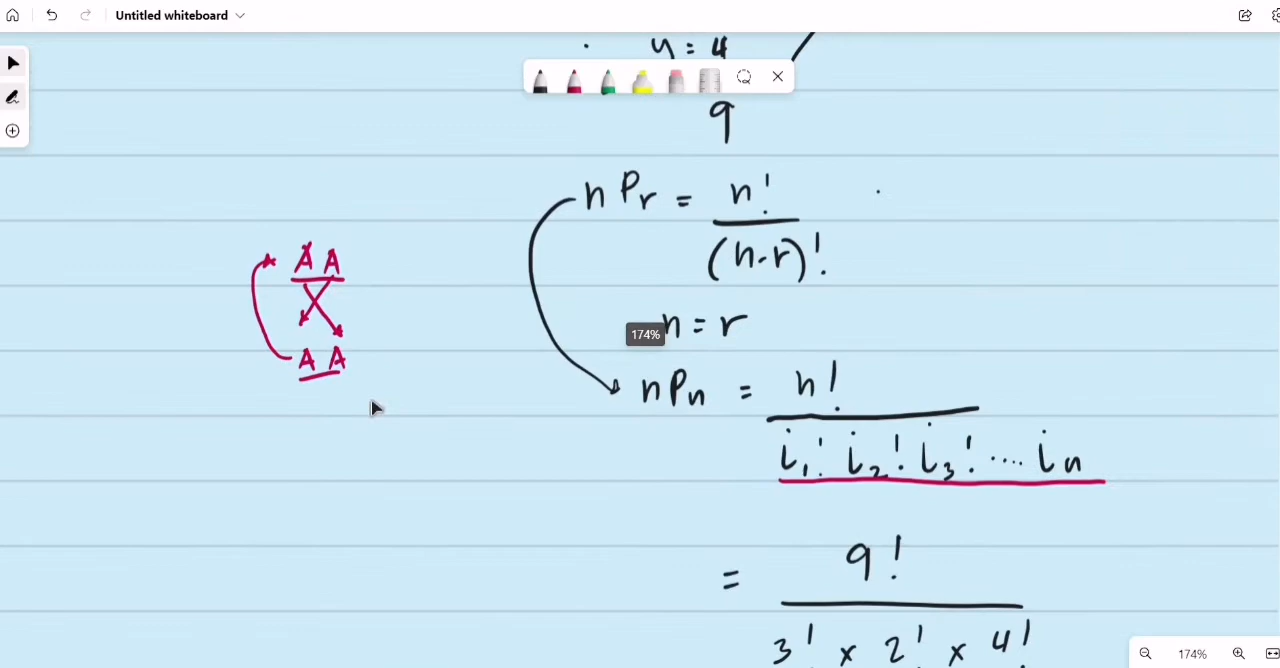 Untitled whiteboard
y = 4
9
nPr = n! / (n-r)!
A A
n = r
174%
A A
nPn = n! / i₁! i₂! i₃! .... in
= 9! / 3! x 2! x 4!
174%